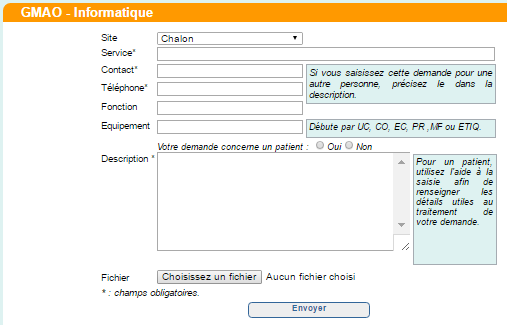 GMAO - Informatique
Site
Chalon
Service*
Contact*
Si vous saisissez cette demande pour une
autre personne, précisez le dans la
description.
Téléphone*
Fonction
Equipement
Débute par UC, CO, EC, PR ,MF ou ETIQ.
Votre demande concerne un patient : Oui Non
Description *
Pour un patient,
utilisez l'aide à la
saisie afin de
renseigner les
détails utiles au
traitement de
votre demande.
Fichier
Choisissez un fichier Aucun fichier choisi
* : champs obligatoires.
Envoyer